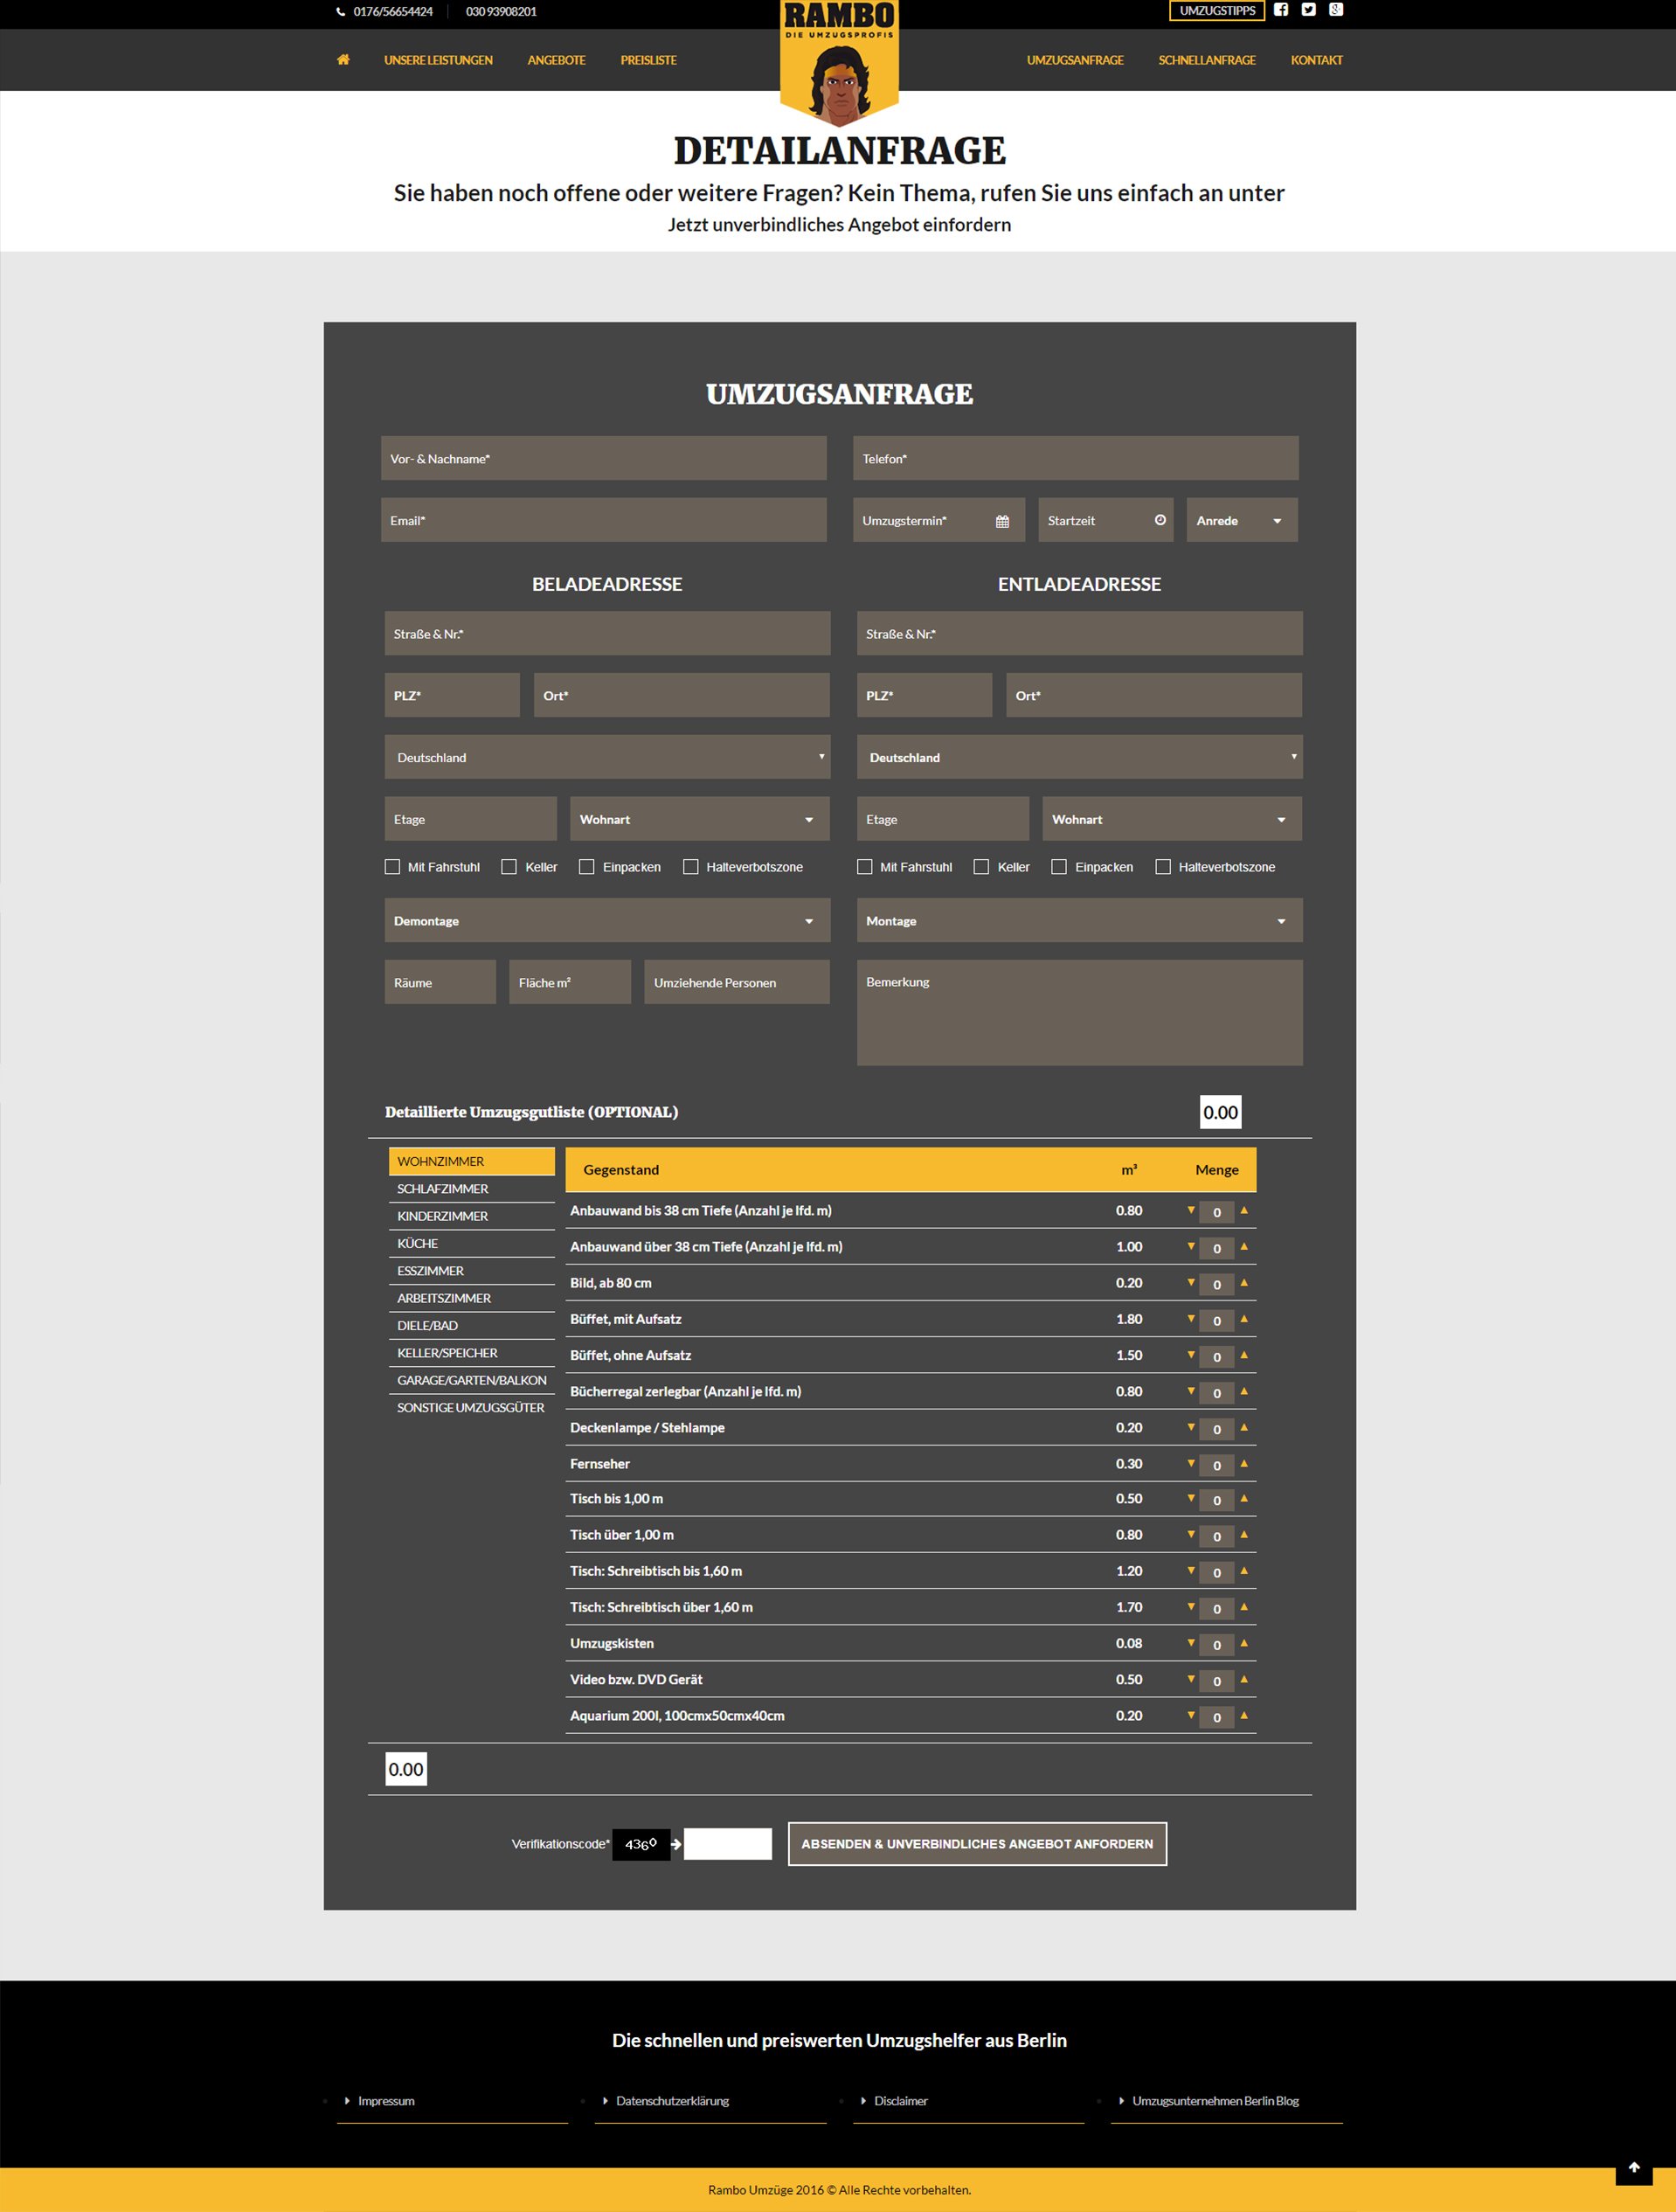 0176/56654424 030 93908201
UMZUGSTIPPS
RAMBO
DIE UMZUGSPROFIS
UNSERE LEISTUNGEN ANGEBOTE PREISLISTE
UMZUGSANFRAGE SCHNELLANFRAGE KONTAKT
DETAILANFRAGE
Sie haben noch offene oder weitere Fragen? Kein Thema, rufen Sie uns einfach an unter
Jetzt unverbindliches Angebot einfordern
UMZUGSANFRAGE
Vor- & Nachname* Telefon*
Email* Umzugstermin* Startzeit Anrede
BELADEADRESSE ENTLADEADRESSE
Straße & Nr.* Straße & Nr.*
PLZ* Ort* PLZ* Ort*
Deutschland Deutschland
Etage Wohnart Etage Wohnart
Mit Fahrstuhl Keller Einpacken Halteverbotszone Mit Fahrstuhl Keller Einpacken Halteverbotszone
Demontage Montage
Räume Fläche m² Umziehende Personen Bemerkung
Detaillierte Umzugsgutliste (OPTIONAL) 0.00
WOHNZIMMER
SCHLAFZIMMER
KINDERZIMMER
KÜCHE
ESSZIMMER
ARBEITSZIMMER
DIELE/BAD
KELLER/SPEICHER
GARAGE/GARTEN/BALKON
SONSTIGE UMZUGSGÜTER
Gegenstand m³ Menge
Anbauwand bis 38 cm Tiefe (Anzahl je lfd. m) 0.80 ▼ 0 ▲
Anbauwand über 38 cm Tiefe (Anzahl je lfd. m) 1.00 ▼ 0 ▲
Bild, ab 80 cm 0.20 ▼ 0 ▲
Büffet, mit Aufsatz 1.80 ▼ 0 ▲
Büffet, ohne Aufsatz 1.50 ▼ 0 ▲
Bücherregal zerlegbar (Anzahl je lfd. m) 0.80 ▼ 0 ▲
Deckenlampe / Stehlampe 0.20 ▼ 0 ▲
Fernseher 0.30 ▼ 0 ▲
Tisch bis 1,00 m 0.50 ▼ 0 ▲
Tisch über 1,00 m 0.80 ▼ 0 ▲
Tisch: Schreibtisch bis 1,60 m 1.20 ▼ 0 ▲
Tisch: Schreibtisch über 1,60 m 1.70 ▼ 0 ▲
Umzugskisten 0.08 ▼ 0 ▲
Video bzw. DVD Gerät 0.50 ▼ 0 ▲
Aquarium 200l, 100cmx50cmx40cm 0.20 ▼ 0 ▲
0.00
Verifikationscode* 4360 ABSENDEN & UNVERBINDLICHES ANGEBOT ANFORDERN
Die schnellen und preiswerten Umzugshelfer aus Berlin
Impressum Datenschutzerklärung Disclaimer Umzugsunternehmen Berlin Blog
Rambo Umzüge 2016 © Alle Rechte vorbehalten.